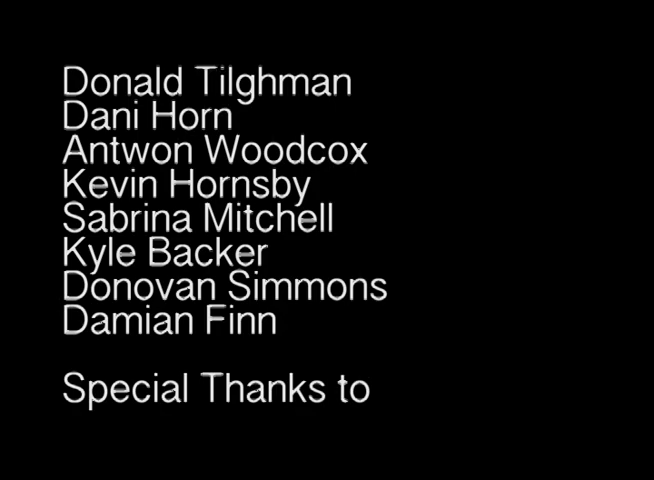 Donald Tilghman
Dani Horn
Antwon Woodcox
Kevin Hornsby
Sabrina Mitchell
Kyle Backer
Donovan Simmons
Damian Finn
Special Thanks to